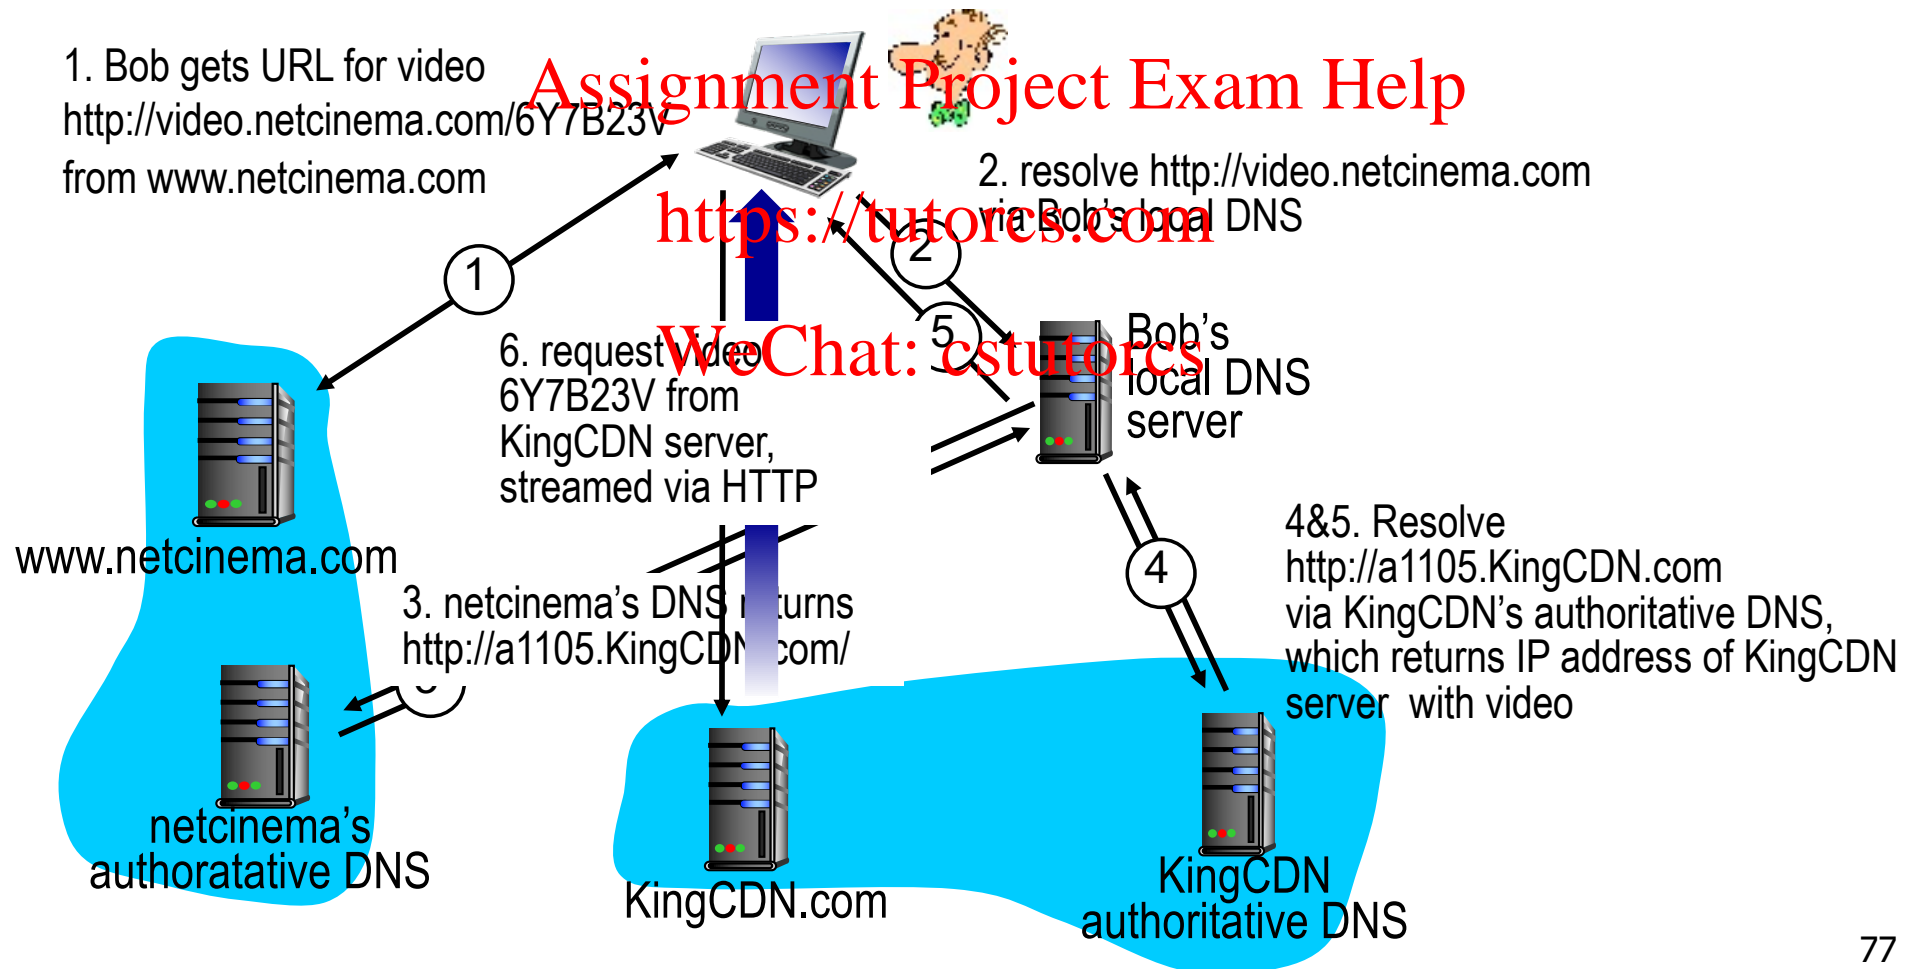 1. Bob gets URL for video
http://video.netcinema.com/6Y7B23V
from www.netcinema.com
Assignment Project Exam Help
2. resolve http://video.netcinema.com
via Bob's local DNS
https://tutorcs.com
1
2
5
WeChat: cstutorcs
6. request video
6Y7B23V from
KingCDN server,
streamed via HTTP
Bob's
local DNS
server
www.netcinema.com
3. netcinema's DNS returns
http://a1105.KingCDN.com/
4
4&5. Resolve
http://a1105.KingCDN.com
via KingCDN's authoritative DNS,
which returns IP address of KingCDN
server with video
netcinema's
authoratative DNS
KingCDN.com
KingCDN
authoritative DNS
77